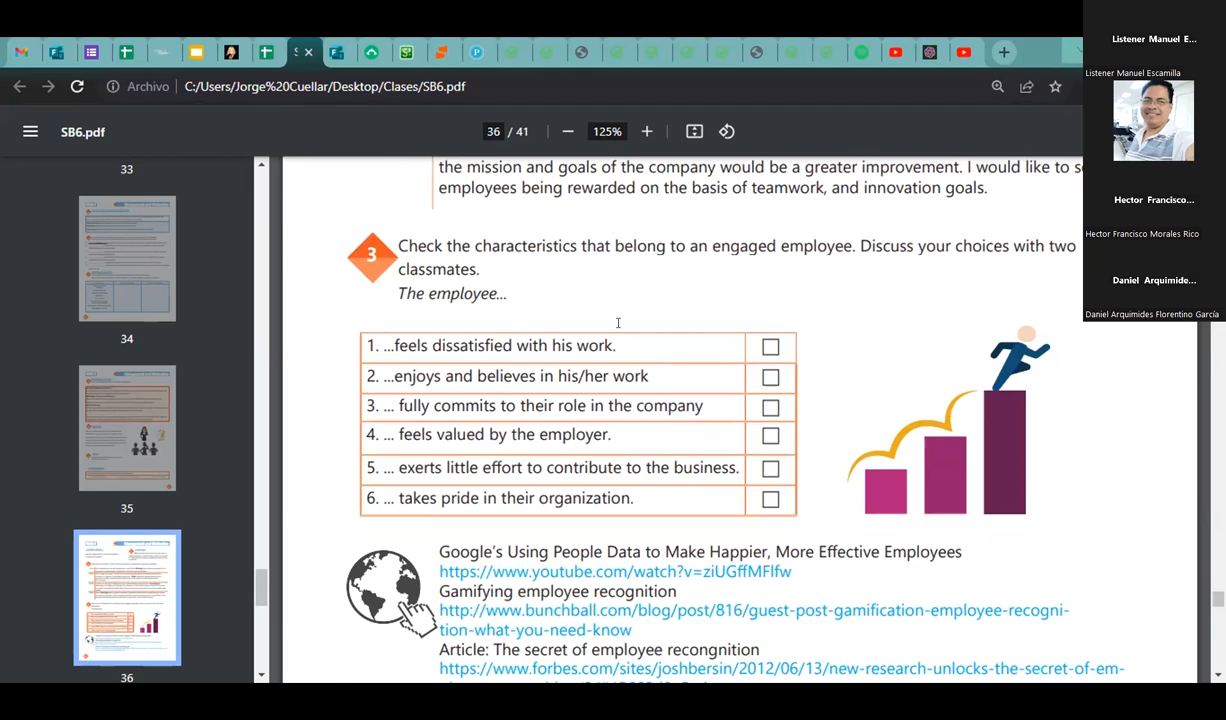 Listener Manuel E...
Listener Manuel Escamilla
Archivo
C:/Users/Jorge%20Cuellar/Desktop/Clases/SB6.pdf
SB6.pdf
36 / 41
125%
Hector Francisco...
Hector Francisco Morales Rico
Daniel Arquimide...
Daniel Arquimides Florentino García
33
34
35
36
the mission and goals of the company would be a greater improvement. I would like to s
employees being rewarded on the basis of teamwork, and innovation goals.
3
Check the characteristics that belong to an engaged employee. Discuss your choices with two
classmates.
The employee...
1. ...feels dissatisfied with his work.
2. ...enjoys and believes in his/her work
3. ... fully commits to their role in the company
4. ... feels valued by the employer.
5. ... exerts little effort to contribute to the business.
6. ... takes pride in their organization.
Google's Using People Data to Make Happier, More Effective Employees
https://www.youtube.com/watch?v=ziUGffMFIfw
Gamifying employee recognition
http://www.bunchball.com/blog/post/816/guest-post-gamification-employee-recogni-
tion-what-you-need-know
Article: The secret of employee recongnition
https://www.forbes.com/sites/joshbersin/2012/06/13/new-research-unlocks-the-secret-of-em-